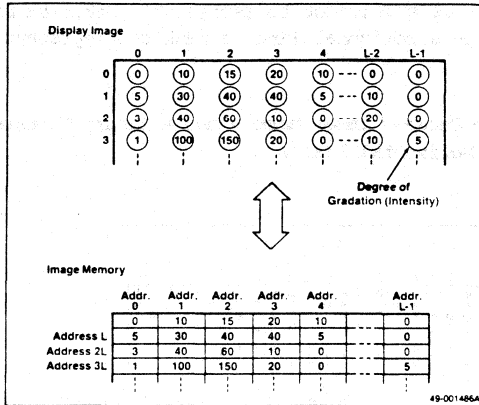 Display Image
0 1 2 3 4 L-2 L-1
0 0 10 15 20 10 --- 0 0
1 5 30 40 40 5 --- 10 0
2 3 40 60 10 0 --- 20 0
3 1 100 150 20 0 --- 10 5
Degree of
Gradation (Intensity)
Image Memory
Addr. Addr. Addr. Addr. Addr. Addr.
0 1 2 3 4 L-1
0 10 15 20 10 0
Address L 5 30 40 40 5 0
Address 2L 3 40 60 10 0 0
Address 3L 1 100 150 20 0 5
49-001486A